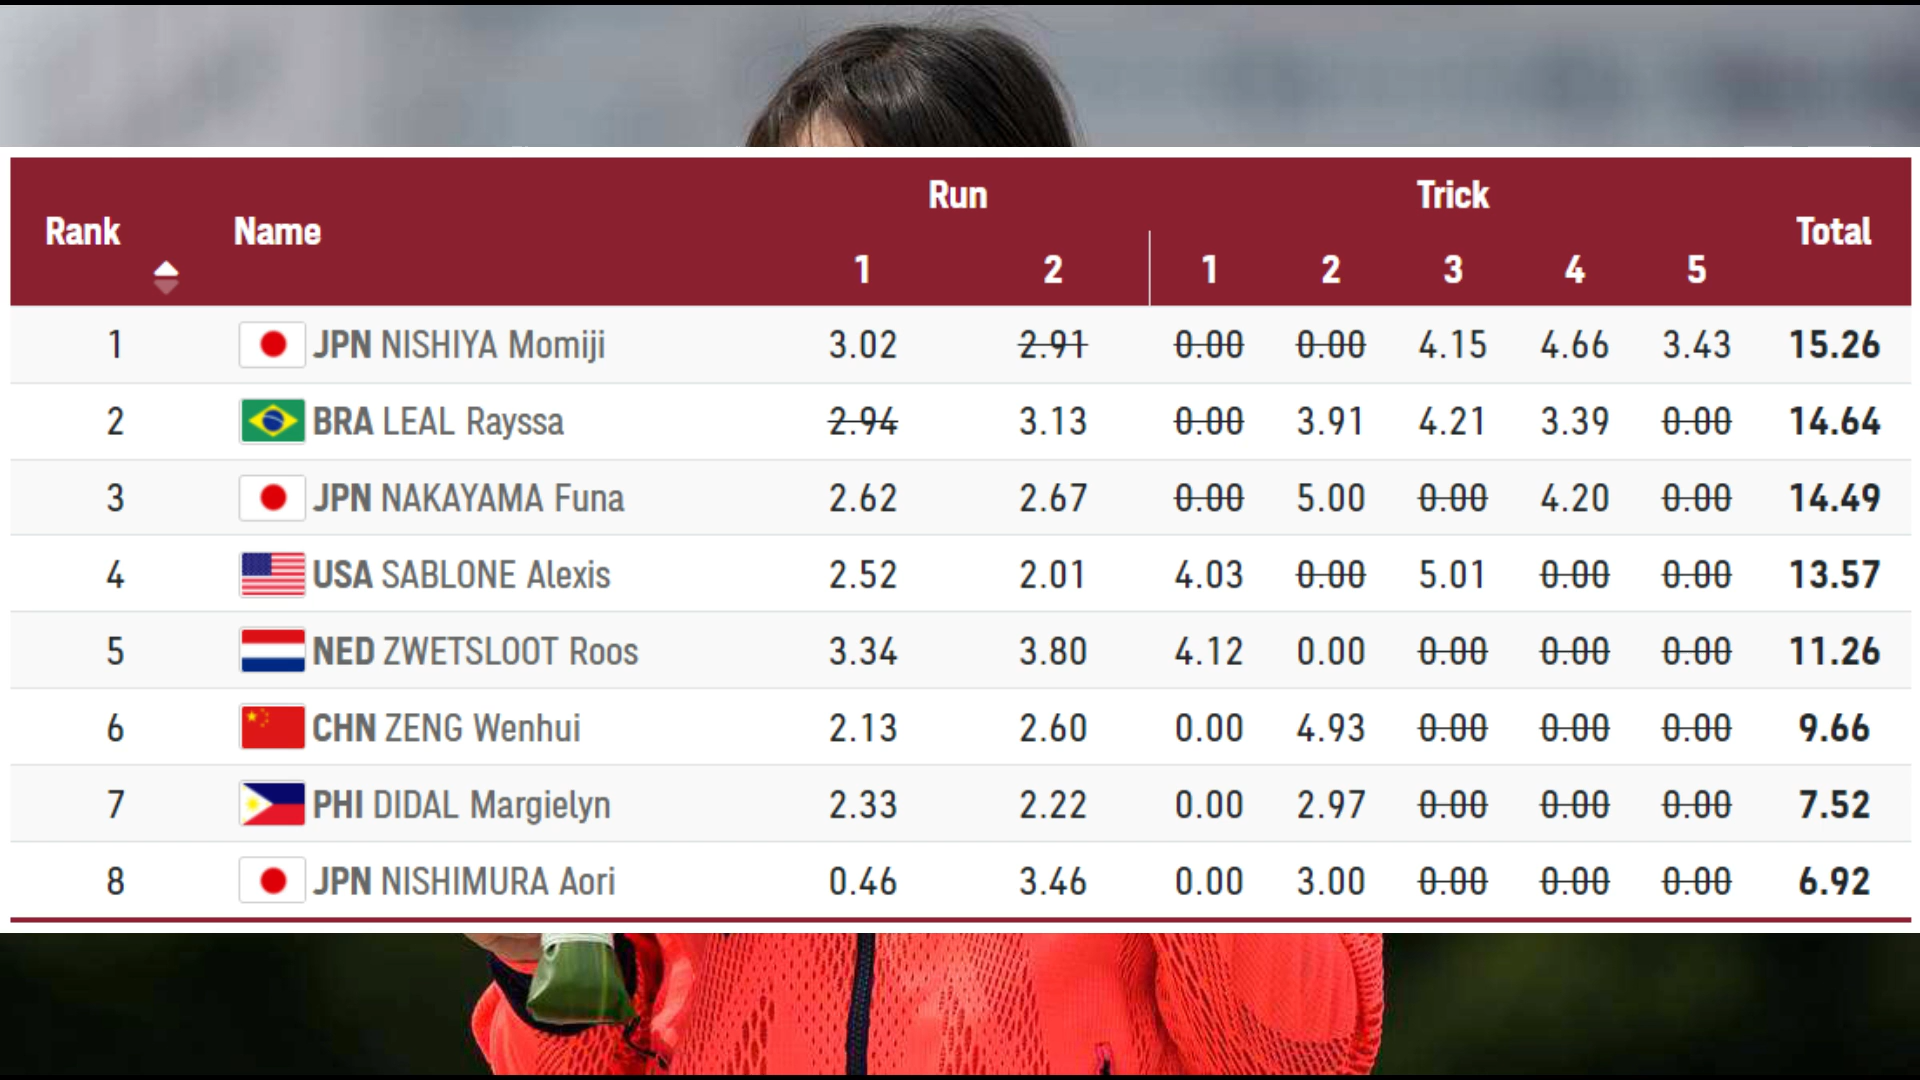 Run Trick
Rank Name Total
1 2 1 2 3 4 5
1 JPN NISHIYA Momiji 3.02 2.91 0.00 0.00 4.15 4.66 3.43 15.26
2 BRA LEAL Rayssa 2.94 3.13 0.00 3.91 4.21 3.39 0.00 14.64
3 JPN NAKAYAMA Funa 2.62 2.67 0.00 5.00 0.00 4.20 0.00 14.49
4 USA SABLONE Alexis 2.52 2.01 4.03 0.00 5.01 0.00 0.00 13.57
5 NED ZWETSLOOT Roos 3.34 3.80 4.12 0.00 0.00 0.00 0.00 11.26
6 CHN ZENG Wenhui 2.13 2.60 0.00 4.93 0.00 0.00 0.00 9.66
7 PHI DIDAL Margielyn 2.33 2.22 0.00 2.97 0.00 0.00 0.00 7.52
8 JPN NISHIMURA Aori 0.46 3.46 0.00 3.00 0.00 0.00 0.00 6.92